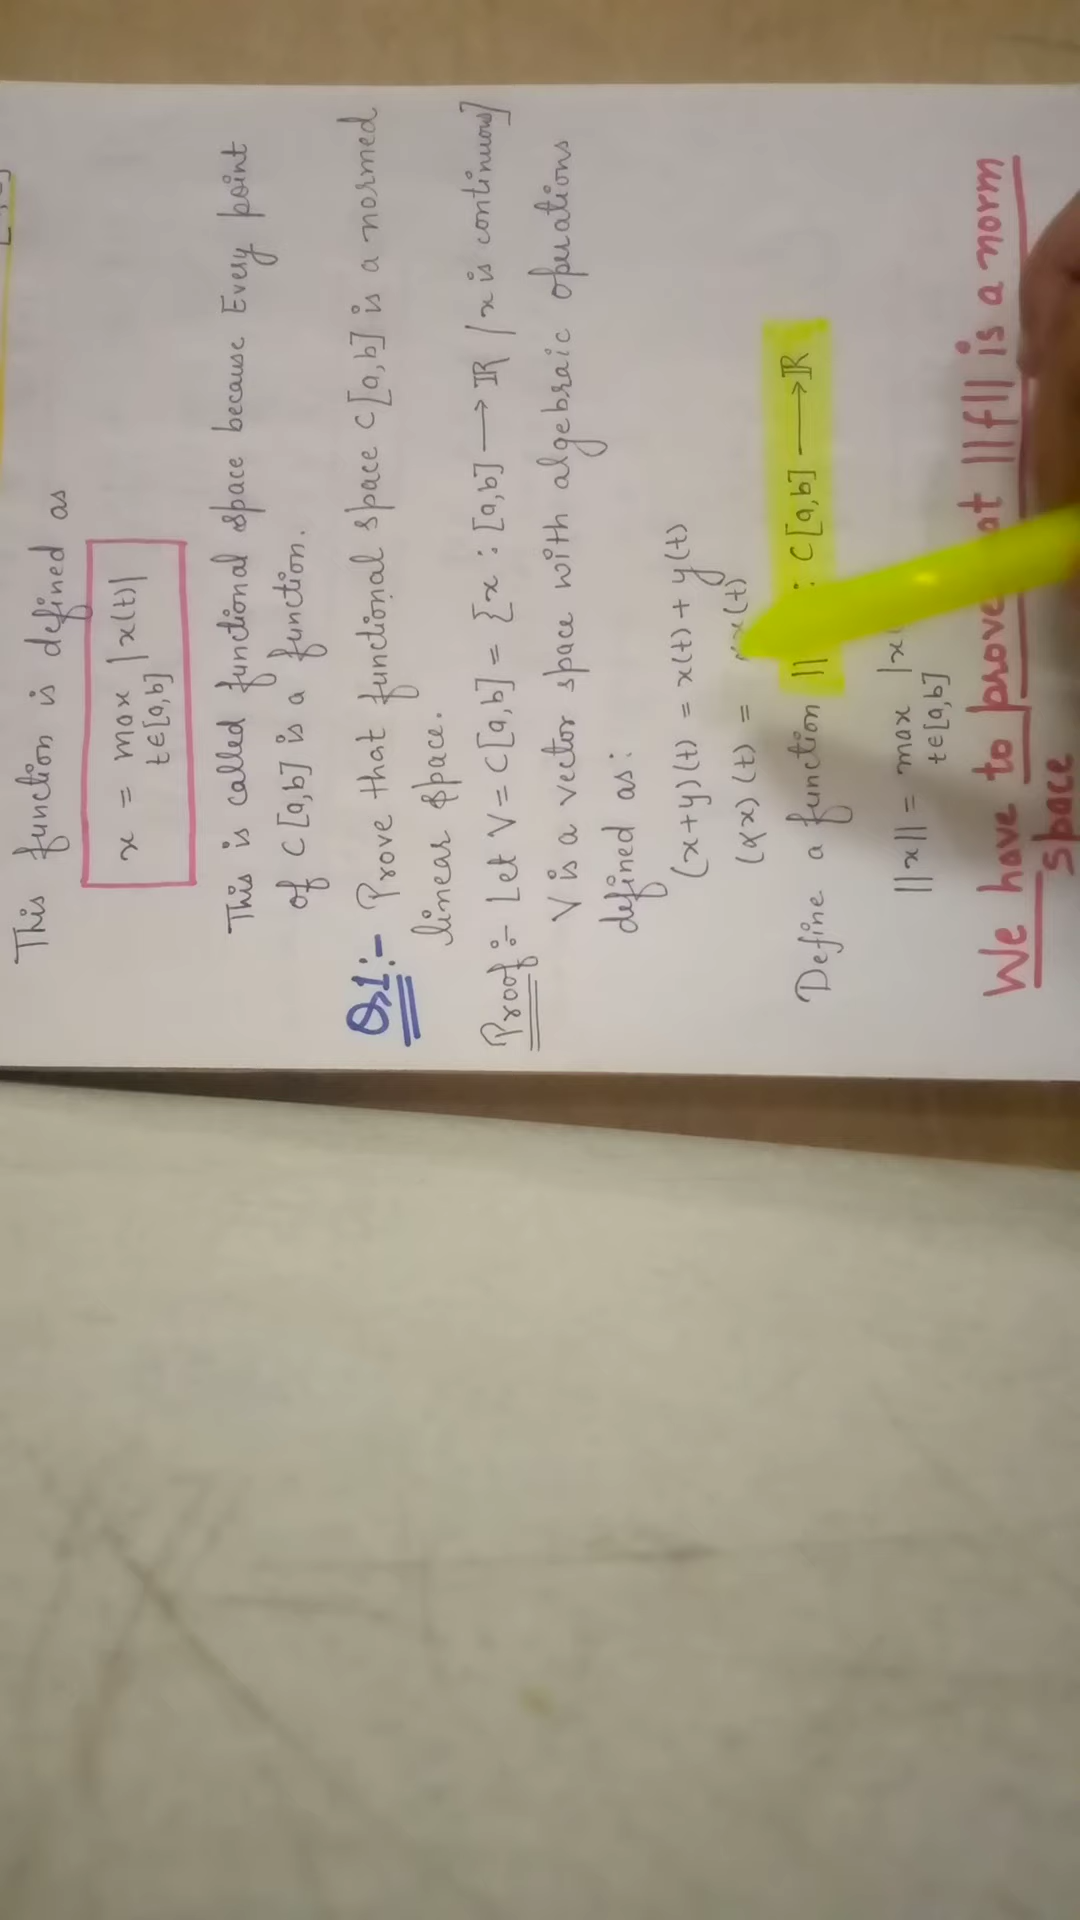 This function is defined as
x = max |x(t)|
t∈[a,b]
This is called functional space because Every point
of C[a,b] is a function.
Q.1:- Prove that functional space C[a,b] is a normed
linear space.
Proof:- Let V = C[a,b] = {x : [a,b] → ℝ / x is continuous}
V is a vector space with algebraic operations
defined as:
(x+y)(t) = x(t) + y(t)
(αx)(t) = x(t)
Define a function || : C[a,b] → ℝ
||x|| = max |x
t∈[a,b]
We have to prove at ||f|| is a norm
space